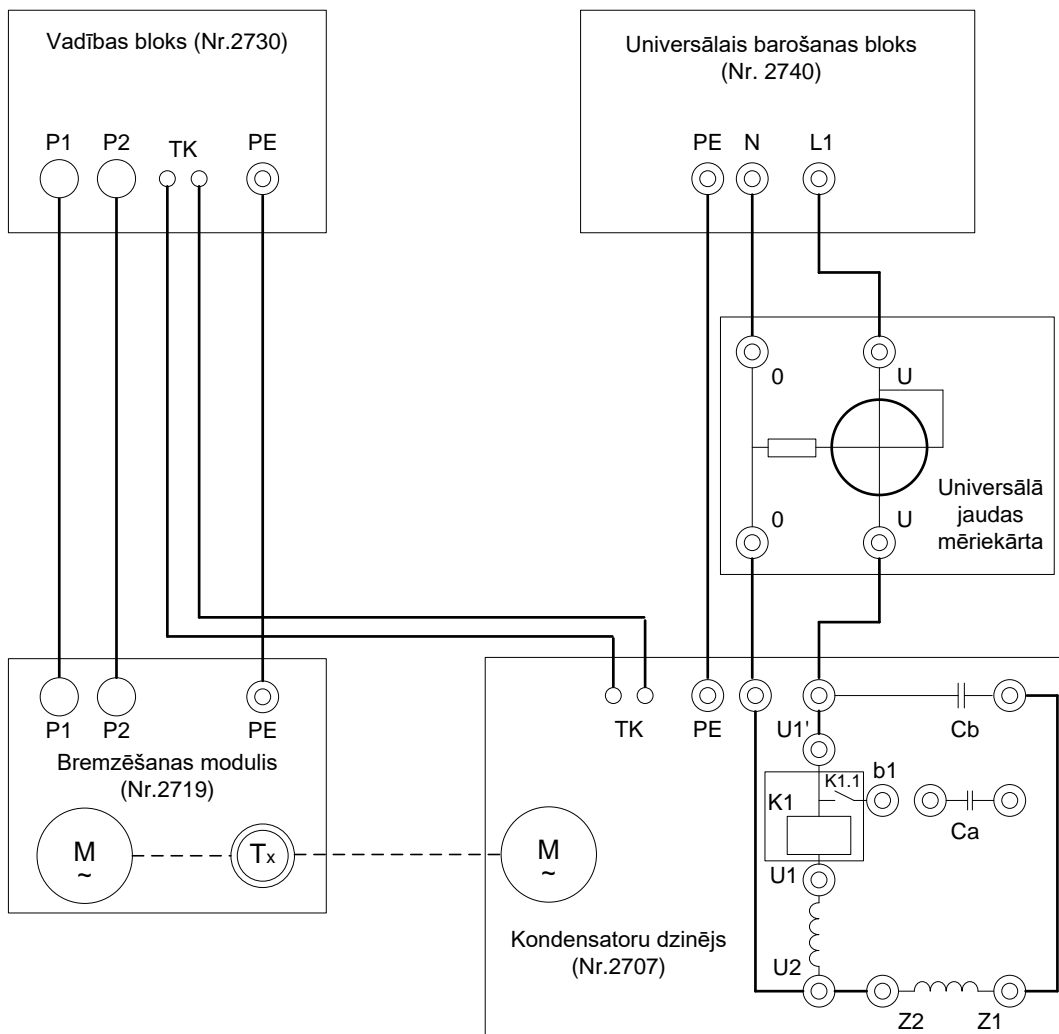 Vadības bloks (Nr.2730)
P1
P2
TK
PE
Universālais barošanas bloks
(Nr. 2740)
PE
N
L1
0
U
0
U
Universālā
jaudas
mēriekārta
P1
P2
PE
Bremzēšanas modulis
(Nr.2719)
M
~
Tx
TK
PE
U1'
Cb
K1.1
b1
K1
Ca
M
~
U1
Kondensatoru dzinējs
(Nr.2707)
U2
Z2
Z1